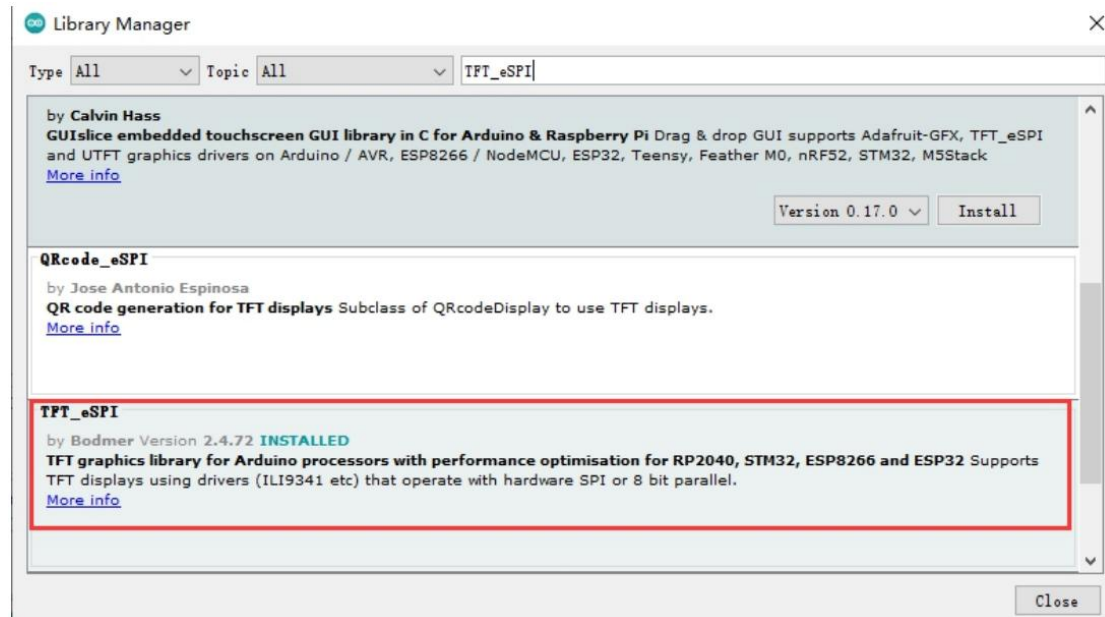 Library Manager
Type All Topic All TFT_eSPI
by Calvin Hass
GUIslice embedded touchscreen GUI library in C for Arduino & Raspberry Pi Drag & drop GUI supports Adafruit-GFX, TFT_eSPI
and UTFT graphics drivers on Arduino / AVR, ESP8266 / NodeMCU, ESP32, Teensy, Feather M0, nRF52, STM32, M5Stack
More info
Version 0.17.0 Install
QRcode_eSPI
by Jose Antonio Espinosa
QR code generation for TFT displays Subclass of QRcodeDisplay to use TFT displays.
More info
TFT_eSPI
by Bodmer Version 2.4.72 INSTALLED
TFT graphics library for Arduino processors with performance optimisation for RP2040, STM32, ESP8266 and ESP32 Supports
TFT displays using drivers (ILI9341 etc) that operate with hardware SPI or 8 bit parallel.
More info
Close